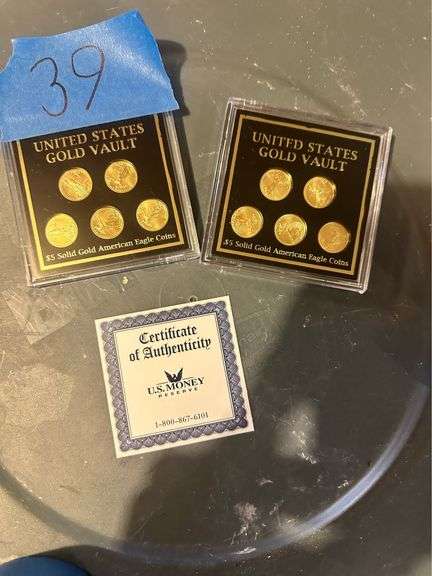 39
UNITED STATES
GOLD VAULT
$5 Solid Gold American Eagle Coins
UNITED STATES
GOLD VAULT
$5 Solid Gold American Eagle Coins
Certificate
of Authenticity
U.S. MONEY
RESERVE
1-800-867-6101